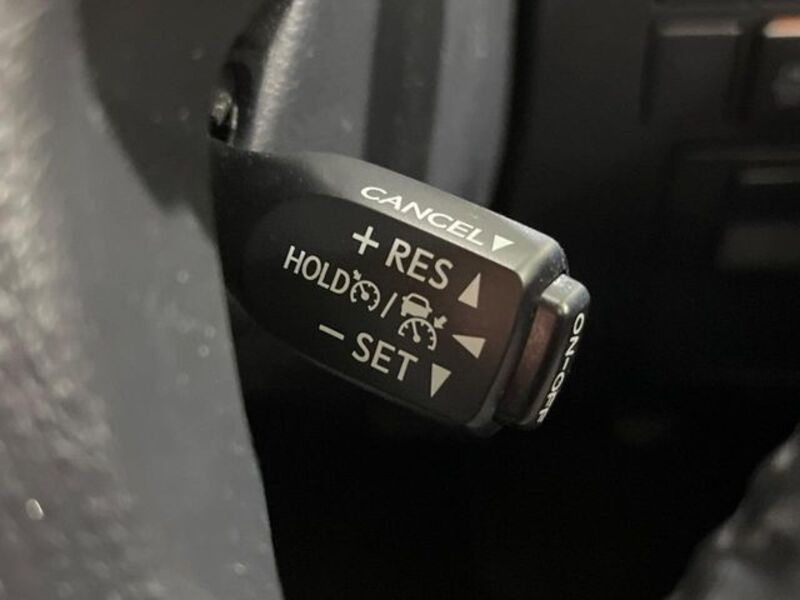 CANCEL▼
+ RES ▲
HOLD /
− SET ▼
ON-OFF